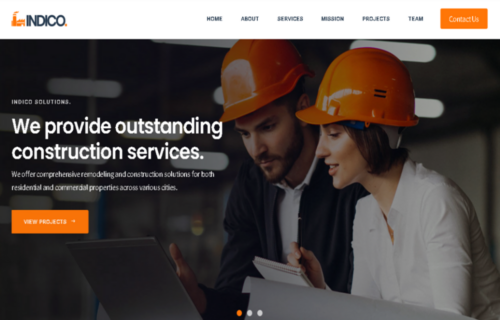 INDICO.
HOME ABOUT SERVICES MISSION PROJECTS TEAM Contact Us
INDICO SOLUTIONS.
We provide outstanding
construction services.
We offer comprehensive remodeling and construction solutions for both
residential and commercial properties across various cities.
VIEW PROJECTS →